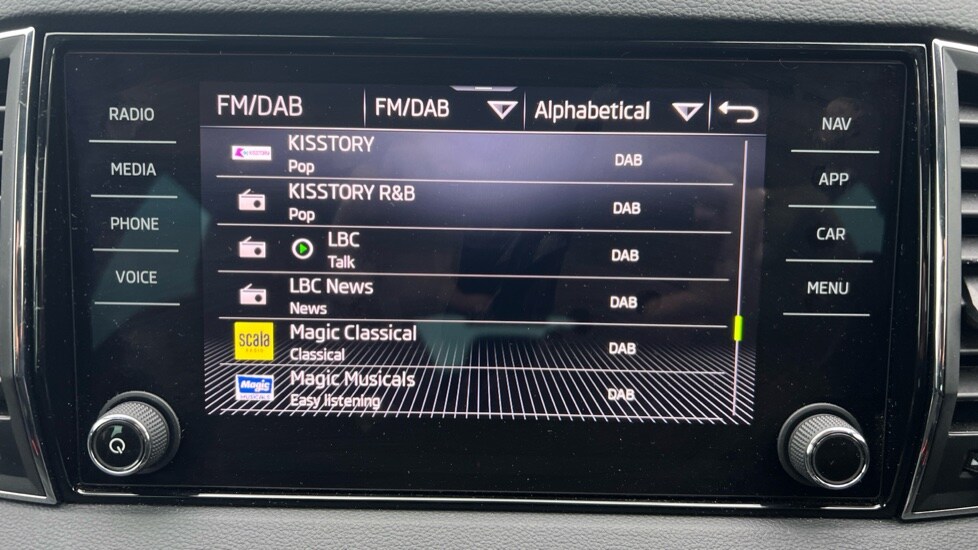 RADIO
MEDIA
PHONE
VOICE
FM/DAB FM/DAB Alphabetical
KISSTORY DAB
Pop
KISSTORY R&B DAB
Pop
LBC DAB
Talk
LBC News DAB
News
scala
RADIO
Magic Classical DAB
Classical
Magic
Magic Musicals DAB
Easy listening
NAV
APP
CAR
MENU